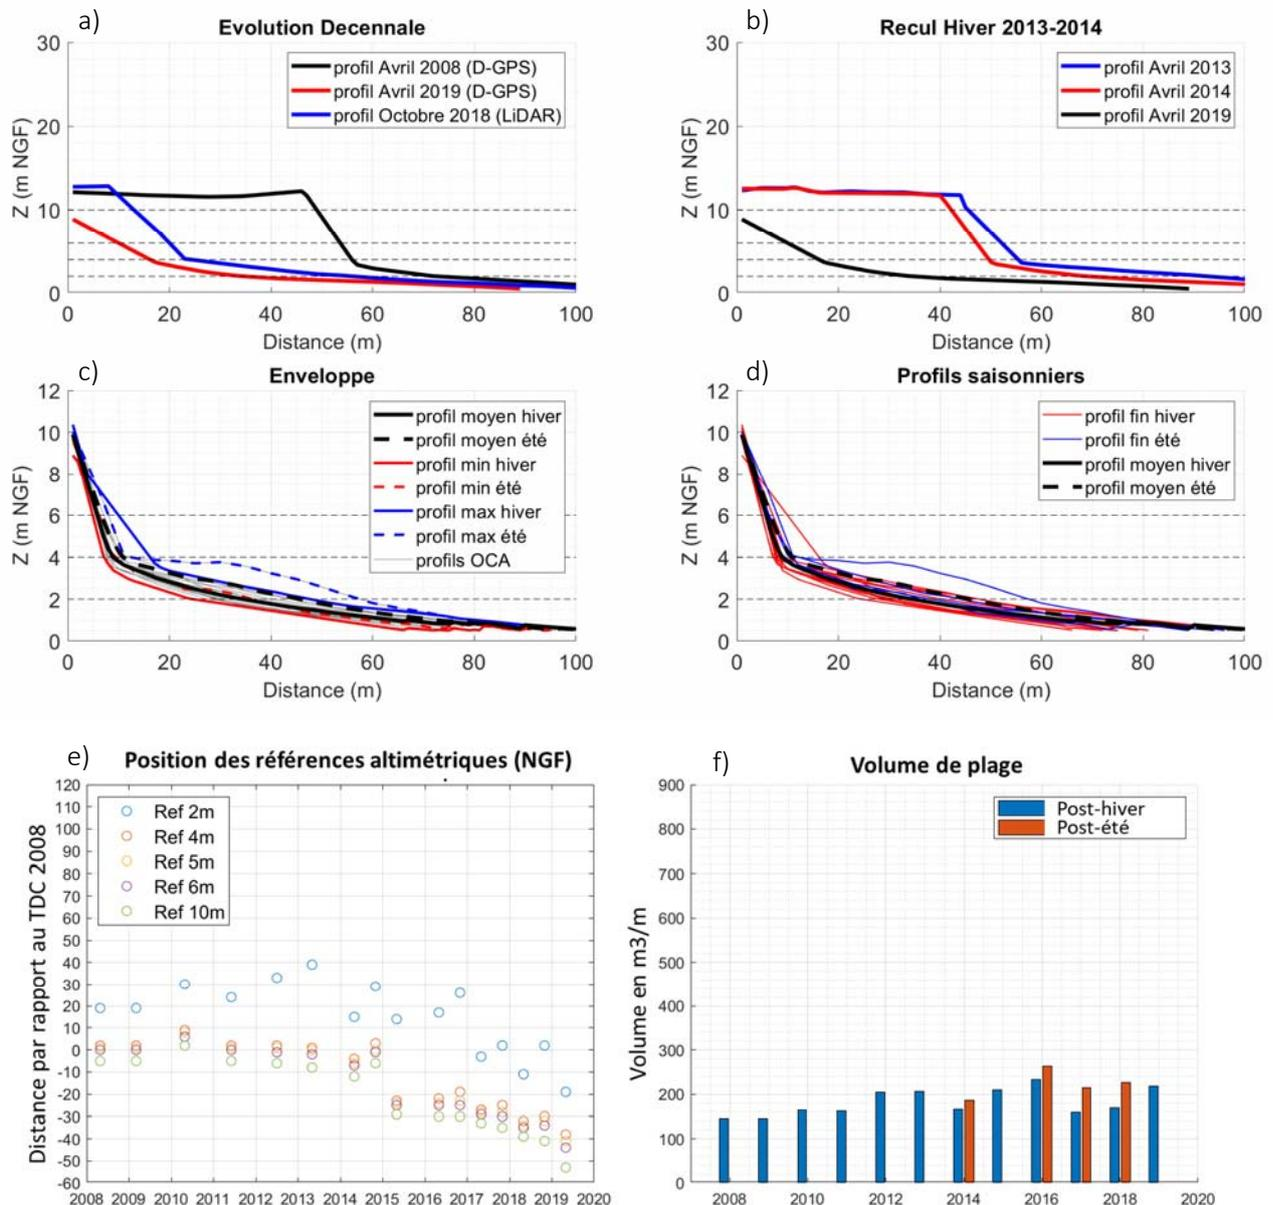 a)
Evolution Decennale
30
20
10
0
Z (m NGF)
profil Avril 2008 (D-GPS)
profil Avril 2019 (D-GPS)
profil Octobre 2018 (LiDAR)
0 20 40 60 80 100
Distance (m)
b)
Recul Hiver 2013-2014
30
20
10
0
Z (m NGF)
profil Avril 2013
profil Avril 2014
profil Avril 2019
0 20 40 60 80 100
Distance (m)
c)
Enveloppe
12
10
8
6
4
2
0
Z (m NGF)
profil moyen hiver
profil moyen été
profil min hiver
profil min été
profil max hiver
profil max été
profils OCA
0 20 40 60 80 100
Distance (m)
d)
Profils saisonniers
12
10
8
6
4
2
0
Z (m NGF)
profil fin hiver
profil fin été
profil moyen hiver
profil moyen été
0 20 40 60 80 100
Distance (m)
e)
Position des références altimétriques (NGF)
120
110
100
90
80
70
60
50
40
30
20
10
0
-10
-20
-30
-40
-50
-60
Distance par rapport au TDC 2008
Ref 2m
Ref 4m
Ref 5m
Ref 6m
Ref 10m
2008 2009 2010 2011 2012 2013 2014 2015 2016 2017 2018 2019 2020
f)
Volume de plage
900
800
700
600
500
400
300
200
100
0
Volume en m3/m
Post-hiver
Post-été
2008 2010 2012 2014 2016 2018 2020